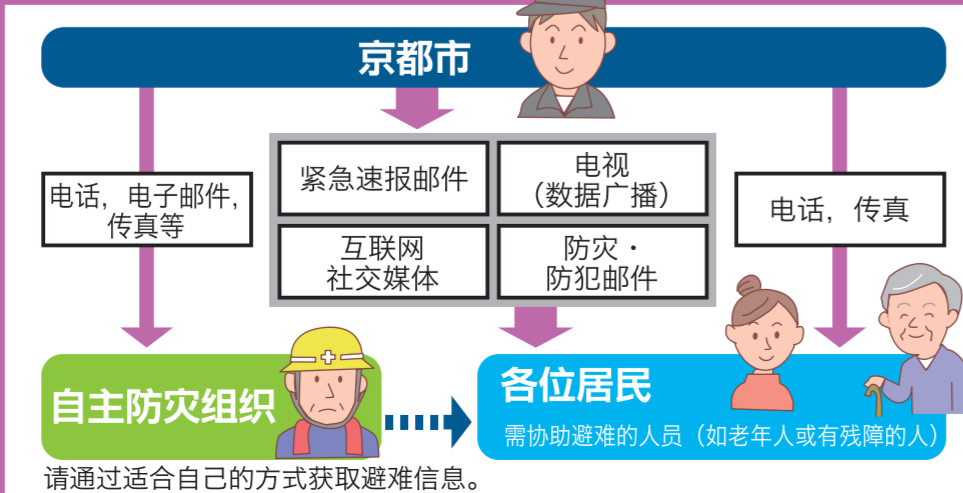 京都市
电话，电子邮件，
传真等
紧急速报邮件
电视
（数据广播）
互联网
社交媒体
防灾・
防犯邮件
电话，传真
自主防灾组织
各位居民
需协助避难的人员（如老年人或有残障的人）
请通过适合自己的方式获取避难信息。